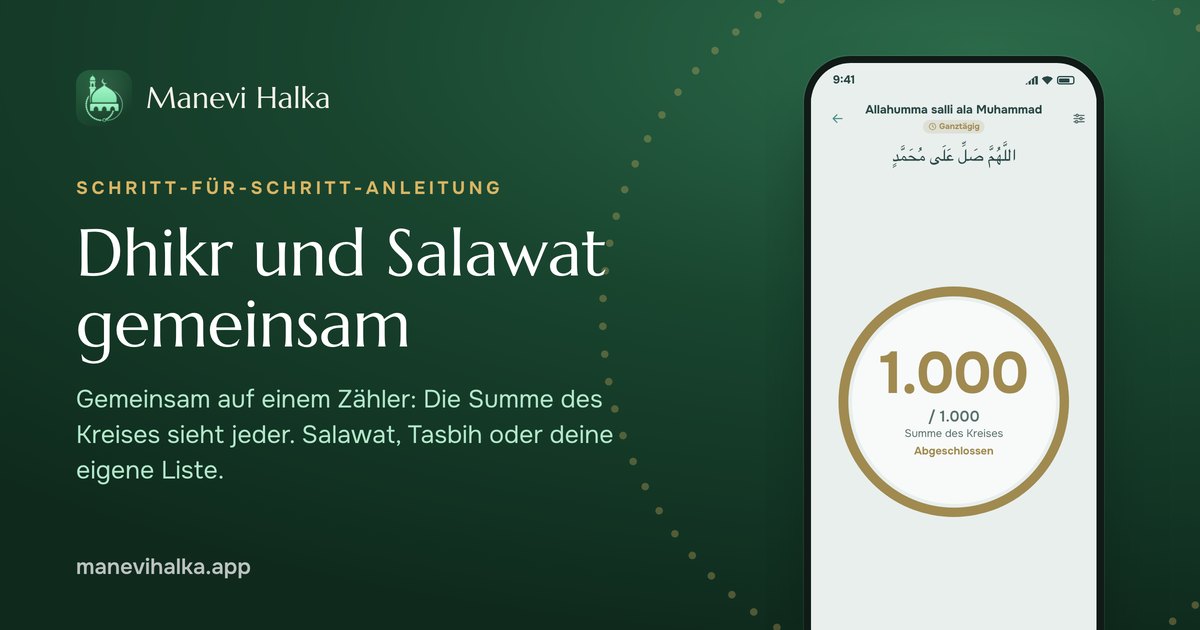 Manevi Halka
SCHRITT-FÜR-SCHRITT-ANLEITUNG
Dhikr und Salawat
gemeinsam
Gemeinsam auf einem Zähler: Die Summe des
Kreises sieht jeder. Salawat, Tasbih oder deine
eigene Liste.
manevihalka.app
9:41
Allahumma salli ala Muhammad
Ganztägig
اللَّهُمَّ صَلِّ عَلَى مُحَمَّدٍ
1.000
/ 1.000
Summe des Kreises
Abgeschlossen